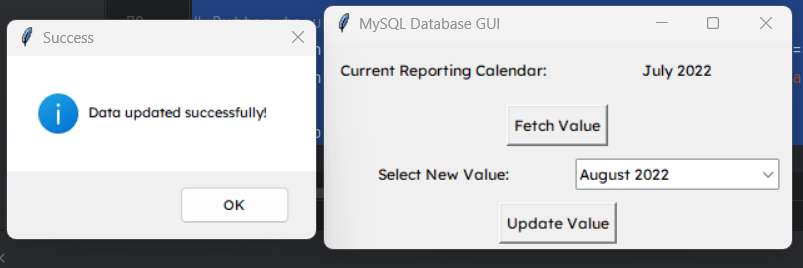 Success
Data updated successfully!
OK
MySQL Database GUI
Current Reporting Calendar: July 2022
Fetch Value
Select New Value: August 2022
Update Value